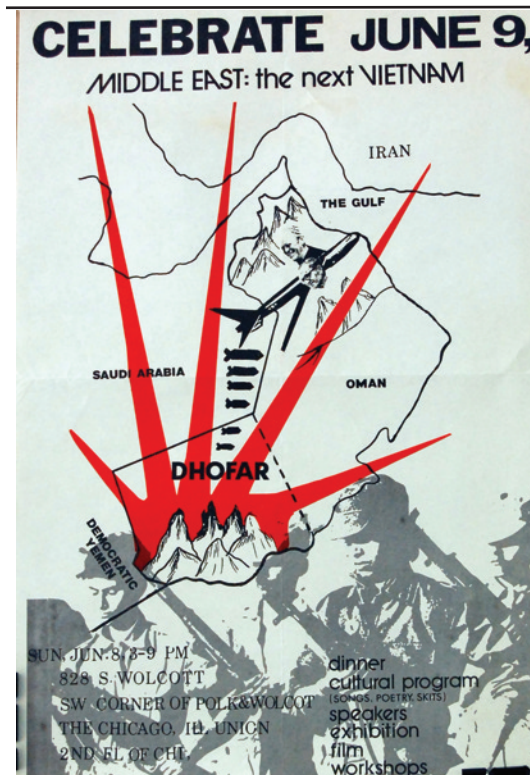 CELEBRATE JUNE 9,
MIDDLE EAST: the next VIETNAM
IRAN
THE GULF
SAUDI ARABIA
OMAN
DHOFAR
DEMOCRATIC
YEMEN
SUN, JUN.8,3-9 PM
828 S. WOLCOTT
SW CORNER OF POLK&WOLCOT
THE CHICAGO, Ill. UNION
2ND FL OF CHT.
dinner
cultural program
(SONGS, POETRY, SKITS)
speakers
exhibition
film
workshops